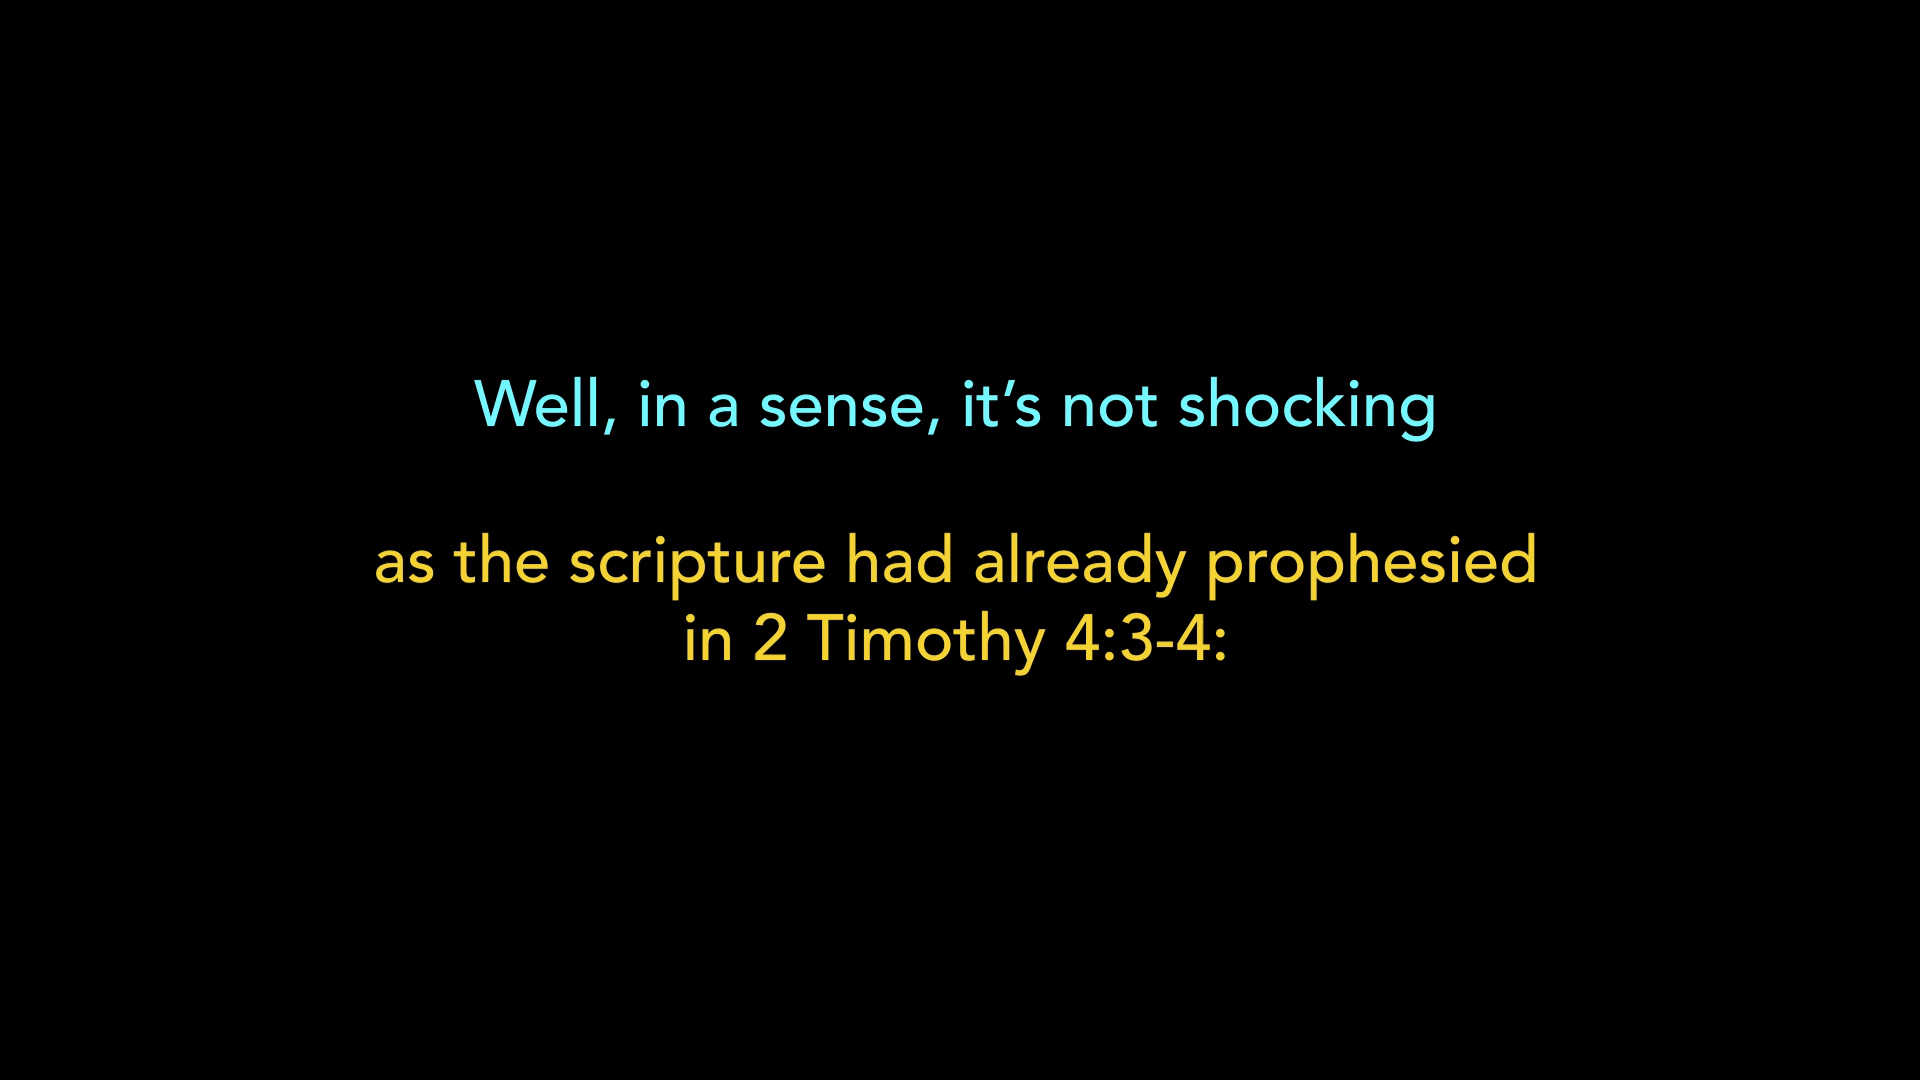 Well, in a sense, it’s not shocking
as the scripture had already prophesied
in 2 Timothy 4:3-4: